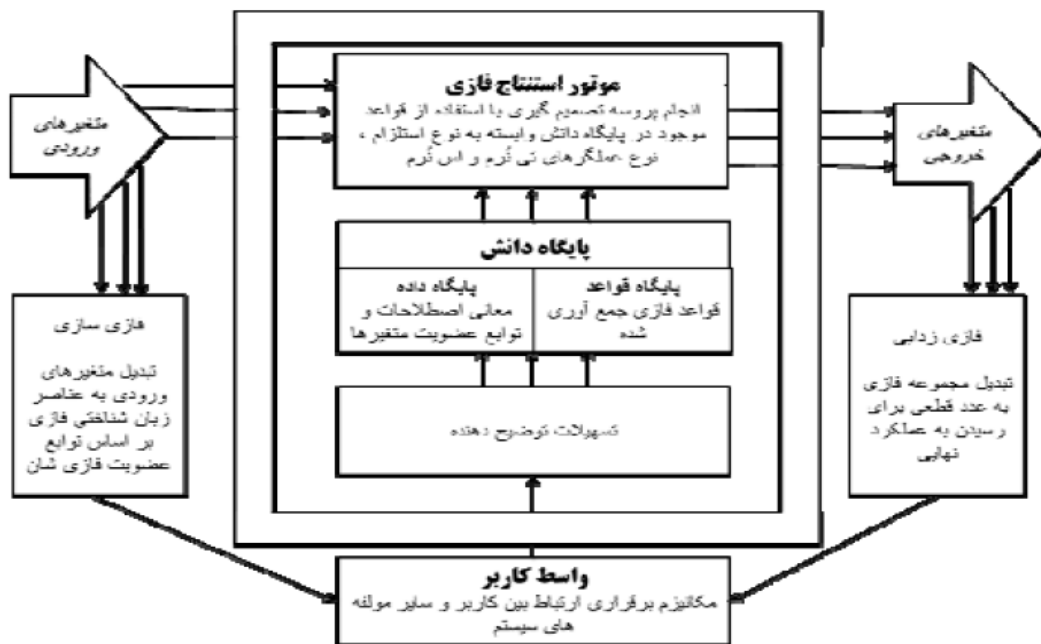 موتور استنتاج فازی
انجام پروسه تصمیم گیری با استفاده از قواعد
موجود در پایگاه دانش وابسته به نوع استلزام ،
نوع عملگرهای تی نُرم و اس نُرم
متغیرهای
ورودی
متغیرهای
خروجی
پایگاه دانش
پایگاه قواعد
قواعد فازی جمع آوری
شده
پایگاه داده
معانی اصطلاحات و
توابع عضویت متغیرها
تسهیلات توضیح دهنده
فازی سازی
تبدیل متغیرهای
ورودی به عناصر
زبان شناختی فازی
بر اساس توابع
عضویت فازی شان
فازی زدایی
تبدیل مجموعه فازی
به عدد قطعی برای
رسیدن به عملکرد
نهایی
واسط کاربر
مکانیزم برقراری ارتباط بین کاربر و سایر مولفه
های سیستم